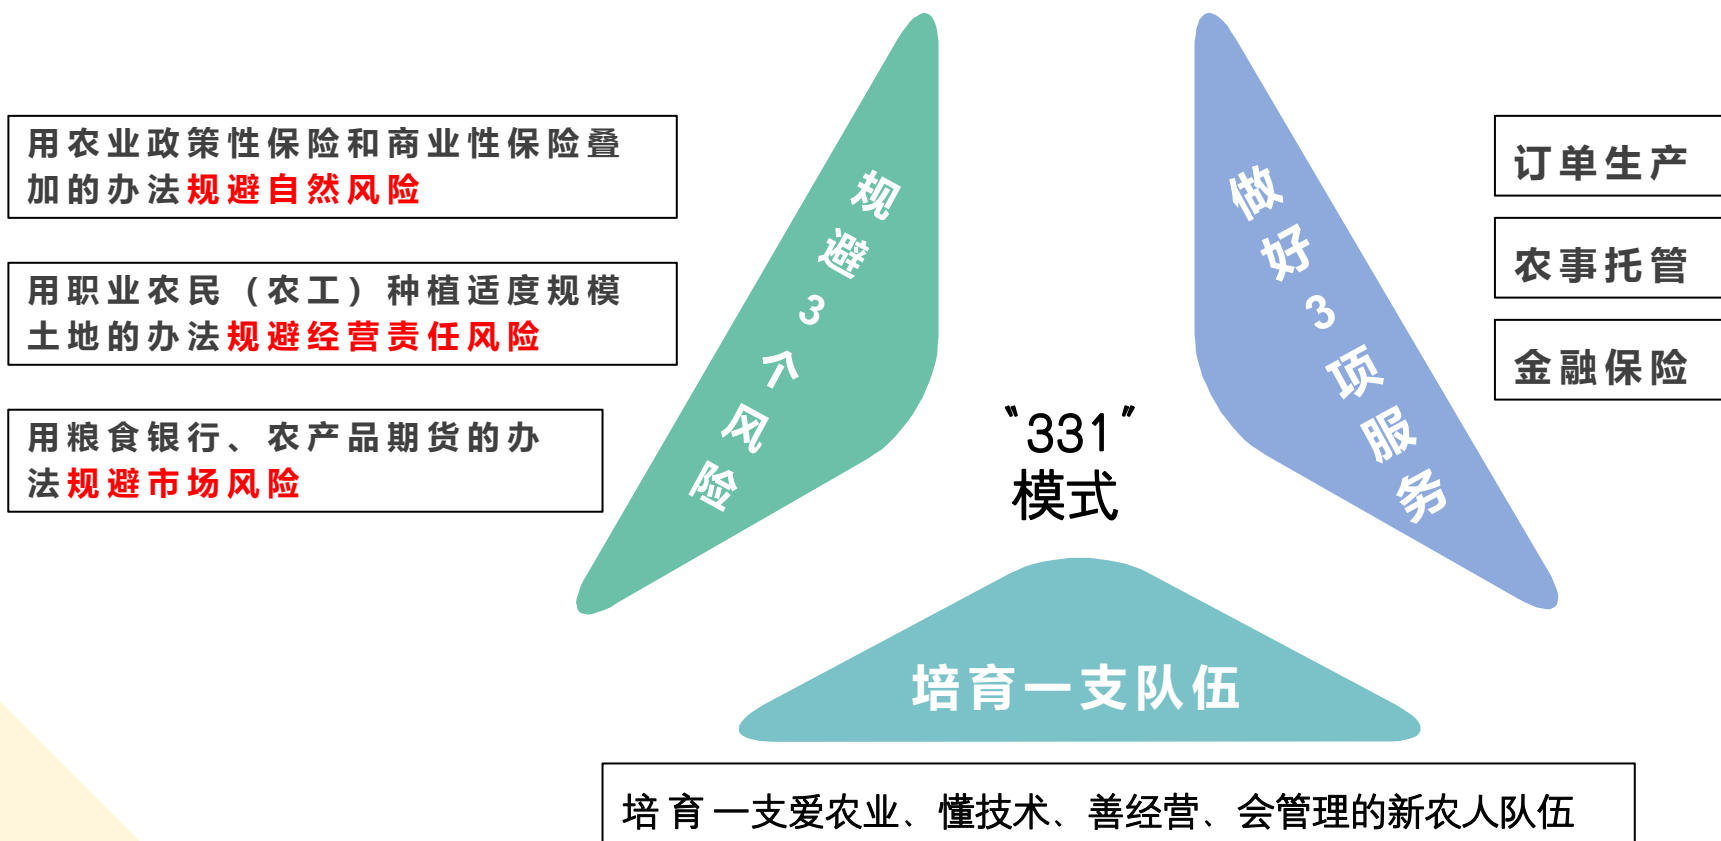 用农业政策性保险和商业性保险叠
加的办法规避自然风险
用职业农民（农工）种植适度规模
土地的办法规避经营责任风险
用粮食银行、农产品期货的办
法规避市场风险
规避3个风险
“331”
模式
做好3项服务
订单生产
农事托管
金融保险
培育一支队伍
培育一支爱农业、懂技术、善经营、会管理的新农人队伍